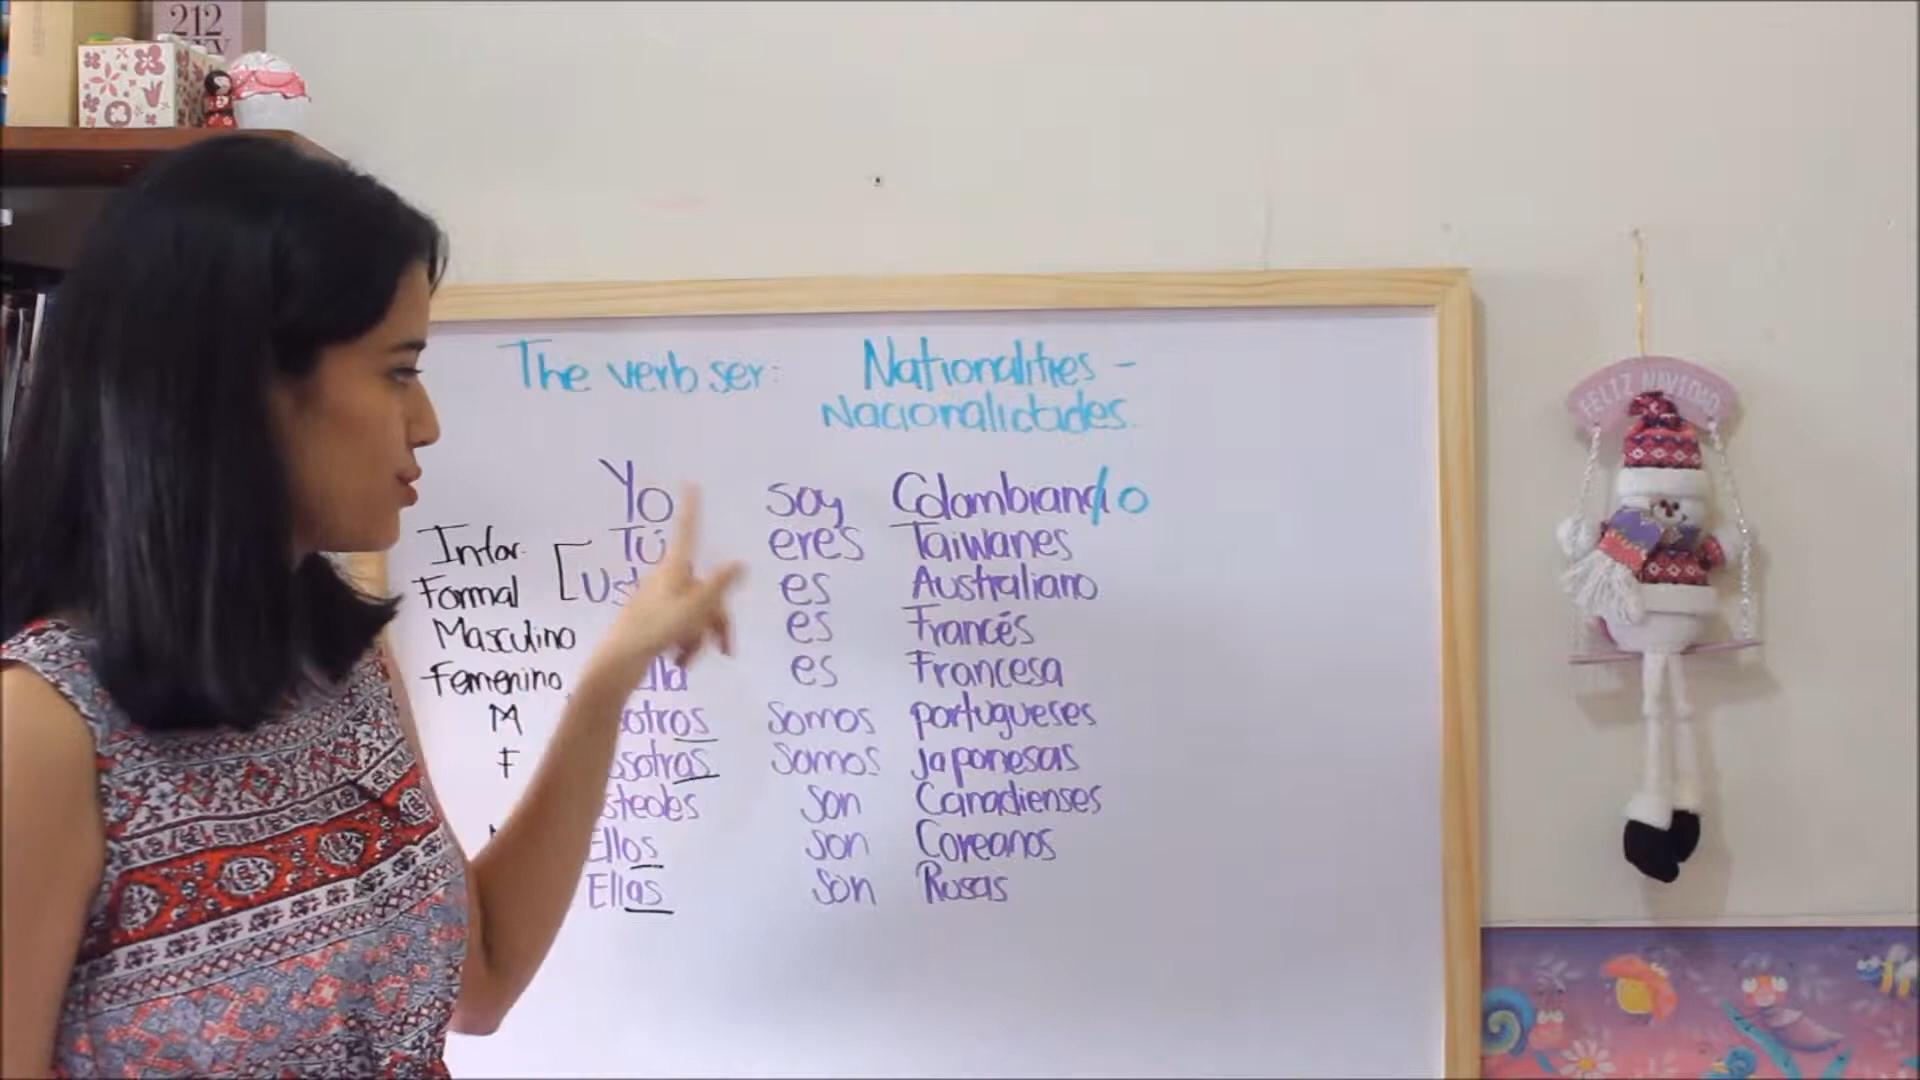 212
FELIZ NAVIDAD
The verb ser: Nationalities -
Nacionalidades.
Yo soy Colombiana/o
Infor. Tú eres Taiwanes
Formal es Australiano
Masculino es Francés
Femenino es Francesa
M somos portugueses
F somos japonesas
son Canadienses
Ellos son Coreanos
Ellas son Rusas